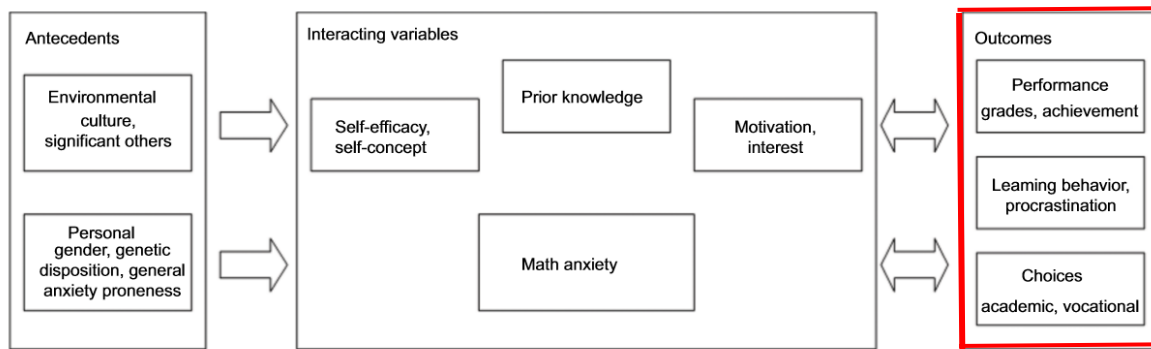 Antecedents
Environmental
culture,
significant others
Personal
gender, genetic
disposition, general
anxiety proneness
Interacting variables
Prior knowledge
Self-efficacy,
self-concept
Motivation,
interest
Math anxiety
Outcomes
Performance
grades, achievement
Learning behavior,
procrastination
Choices
academic, vocational